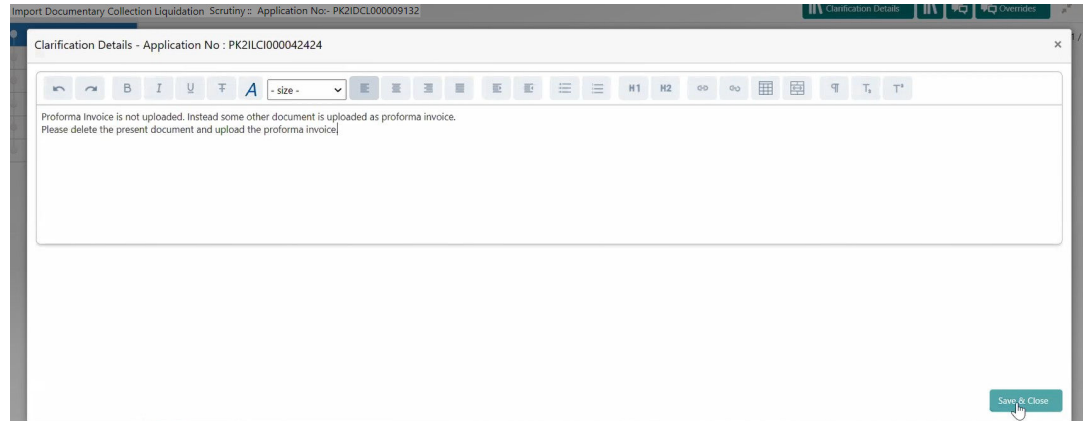 Import Documentary Collection Liquidation Scrutiny :: Application No:- PK2IDCL000009132
Clarification Details
Overrides
Clarification Details - Application No : PK2ILCI000042424
×
B I U T A - size - H1 H2 ¶ Ts Ts
Proforma Invoice is not uploaded. Instead some other document is uploaded as proforma invoice.
Please delete the present document and upload the proforma invoice
Save & Close